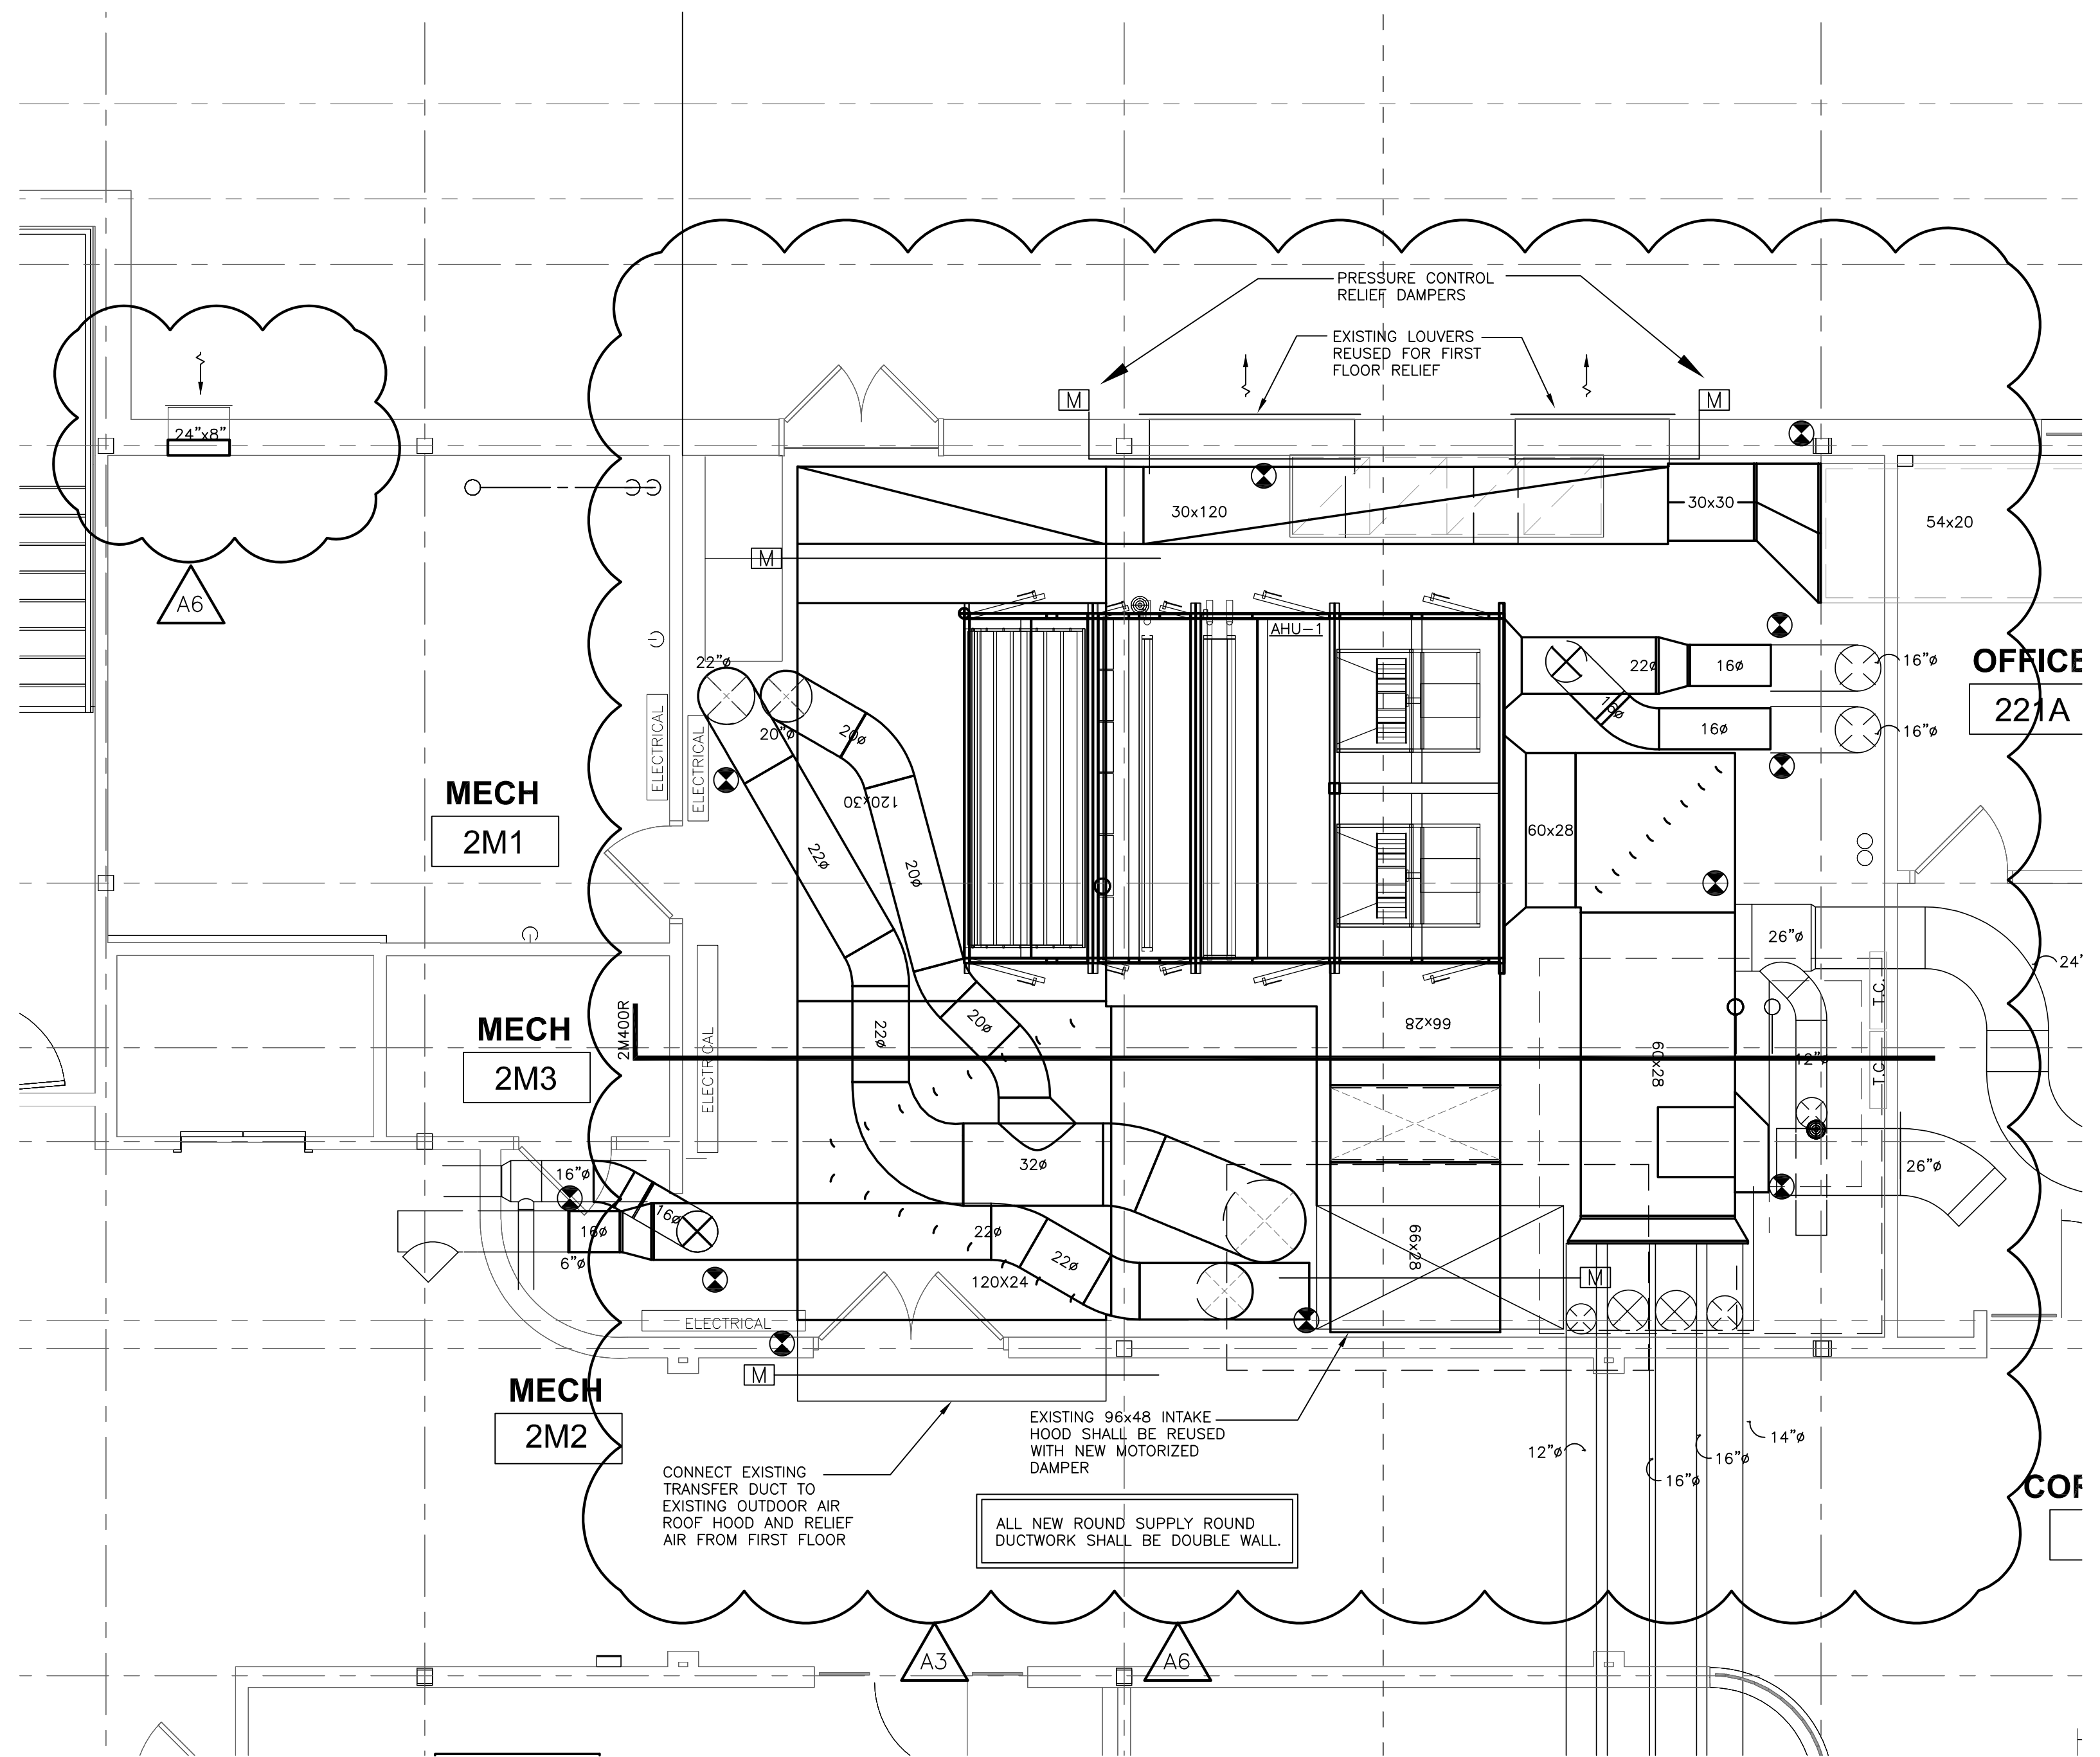 PRESSURE CONTROL
RELIEF DAMPERS
EXISTING LOUVERS
REUSED FOR FIRST
FLOOR RELIEF
M
M
24"x8"
30x120
30x30
54x20
M
A6
AHU-1
22"ø
20"ø
20ø
22ø
16ø
16"ø
OFFICE
221A
16ø
16ø
16"ø
ELECTRICAL
ELECTRICAL
120x30
MECH
2M1
22ø
20ø
60x28
26"ø
24"
T.C.
2M400R
MECH
2M3
ELECTRICAL
22ø
20ø
66x28
60x28
12"ø
T.C.
32ø
26"ø
16"ø
16ø
16ø
6"ø
22ø
22ø
120X24
66x28
M
ELECTRICAL
M
MECH
2M2
EXISTING 96x48 INTAKE
HOOD SHALL BE REUSED
WITH NEW MOTORIZED
DAMPER
12"ø
14"ø
16"ø
16"ø
CONNECT EXISTING
TRANSFER DUCT TO
EXISTING OUTDOOR AIR
ROOF HOOD AND RELIEF
AIR FROM FIRST FLOOR
ALL NEW ROUND SUPPLY ROUND
DUCTWORK SHALL BE DOUBLE WALL.
COR
A3
A6